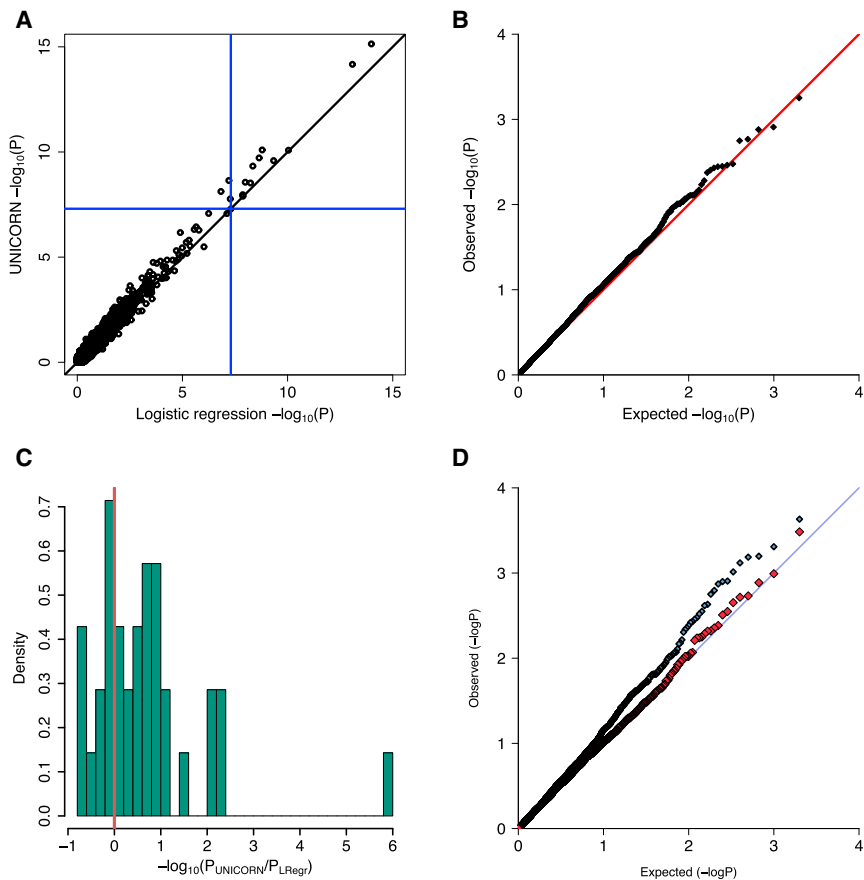 A
UNICORN −log10(P)
15
10
5
0
0 5 10 15
Logistic regression −log10(P)
B
Observed −log10(P)
4
3
2
1
0
0 1 2 3 4
Expected −log10(P)
C
Density
0.7
0.6
0.5
0.4
0.3
0.2
0.1
0.0
−1 0 1 2 3 4 5 6
−log10(PUNICORN/PLRegr)
D
Observed (−logP)
4
3
2
1
0
0 1 2 3 4
Expected (−logP)